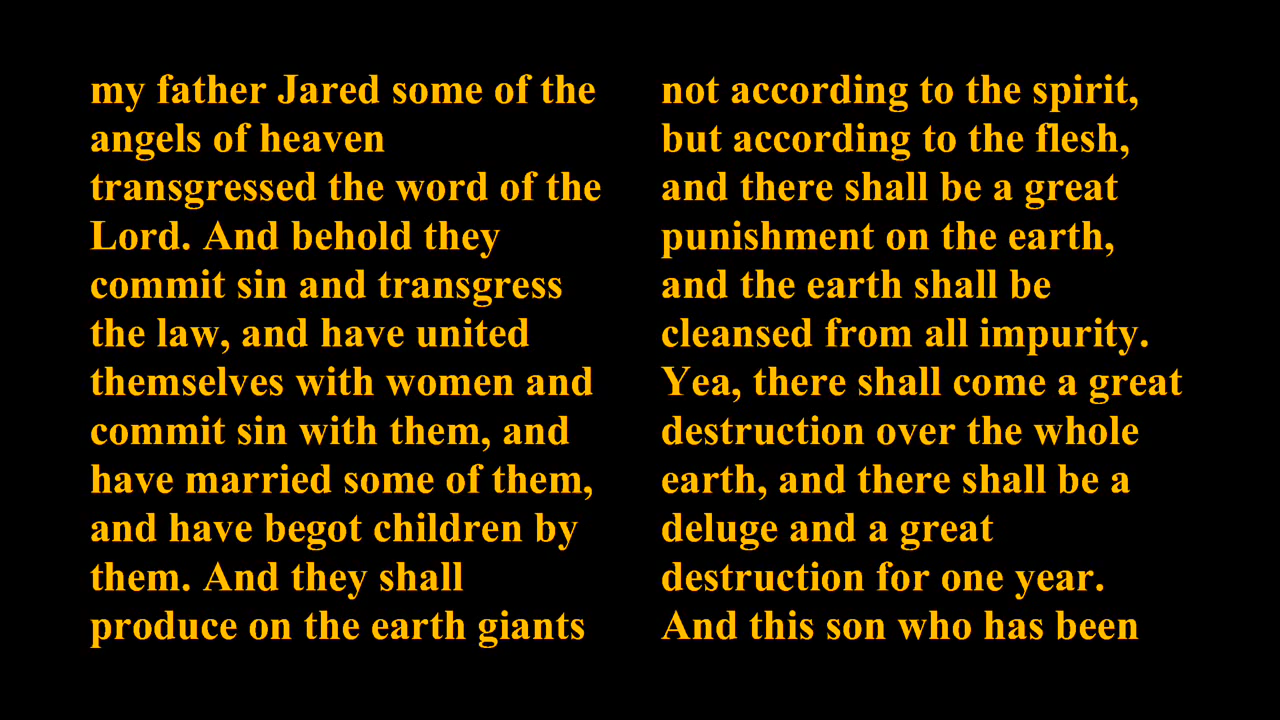 my father Jared some of the
angels of heaven
transgressed the word of the
Lord. And behold they
commit sin and transgress
the law, and have united
themselves with women and
commit sin with them, and
have married some of them,
and have begot children by
them. And they shall
produce on the earth giants
not according to the spirit,
but according to the flesh,
and there shall be a great
punishment on the earth,
and the earth shall be
cleansed from all impurity.
Yea, there shall come a great
destruction over the whole
earth, and there shall be a
deluge and a great
destruction for one year.
And this son who has been